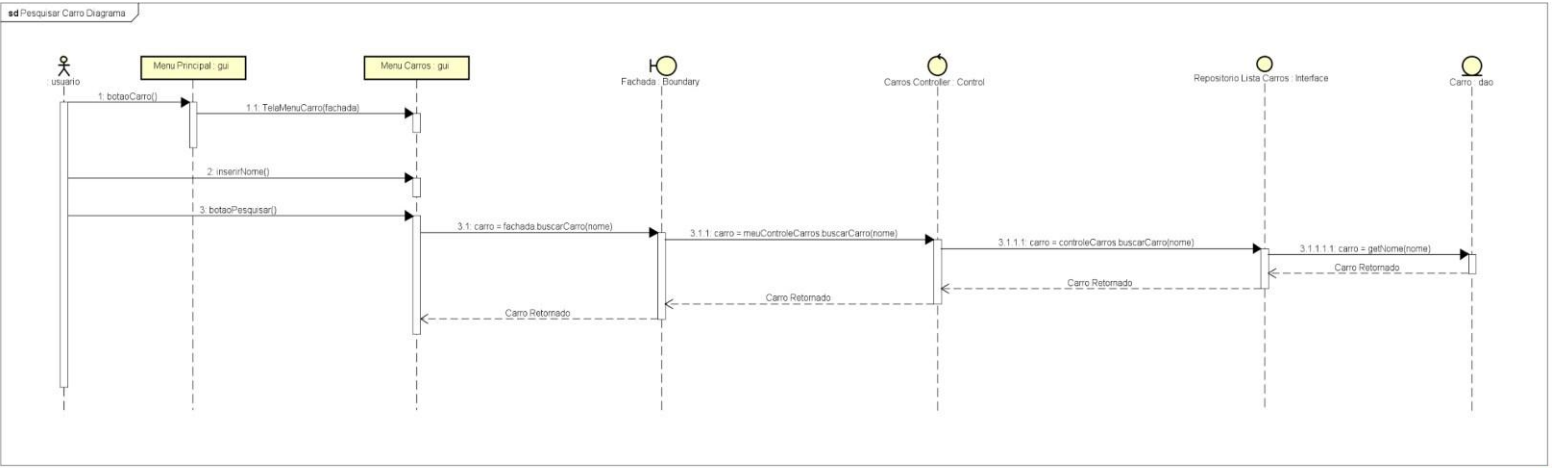 sd Pesquisar Carro Diagrama
: usuario
Menu Principal : gui
Menu Carros : gui
Fachada : Boundary
Carros Controller : Control
Repositorio Lista Carros : Interface
Carro : dao
1: botaoCarro()
1.1: TelaMenuCarro(fachada)
2: inserirNome()
3: botaoPesquisar()
3.1: carro = fachada.buscarCarro(nome)
3.1.1: carro = meuControleCarros.buscarCarro(nome)
3.1.1.1: carro = controleCarros.buscarCarro(nome)
3.1.1.1.1: carro = getNome(nome)
Carro Retornado
Carro Retornado
Carro Retornado
Carro Retornado